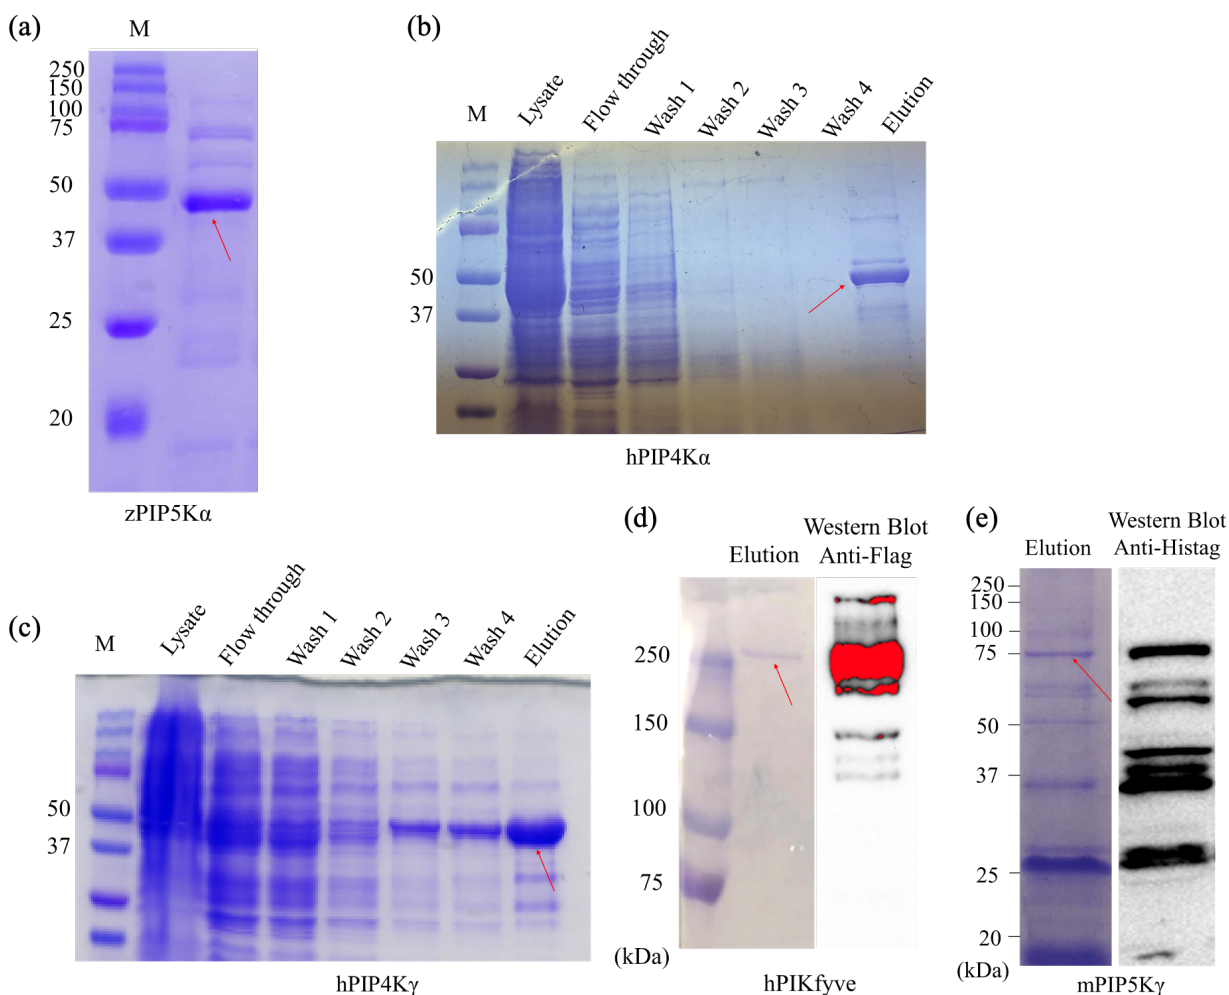 (a)
M
250
150
100
75
50
37
25
20
zPIP5Kα
(b)
M
Lysate
Flow through
Wash 1
Wash 2
Wash 3
Wash 4
Elution
50
37
hPIP4Kα
(c)
M
Lysate
Flow through
Wash 1
Wash 2
Wash 3
Wash 4
Elution
50
37
hPIP4Kγ
(d)
Elution
Western Blot
Anti-Flag
250
150
100
75
(kDa)
hPIKfyve
(e)
Elution
Western Blot
Anti-Histag
250
150
100
75
50
37
25
20
(kDa)
mPIP5Kγ